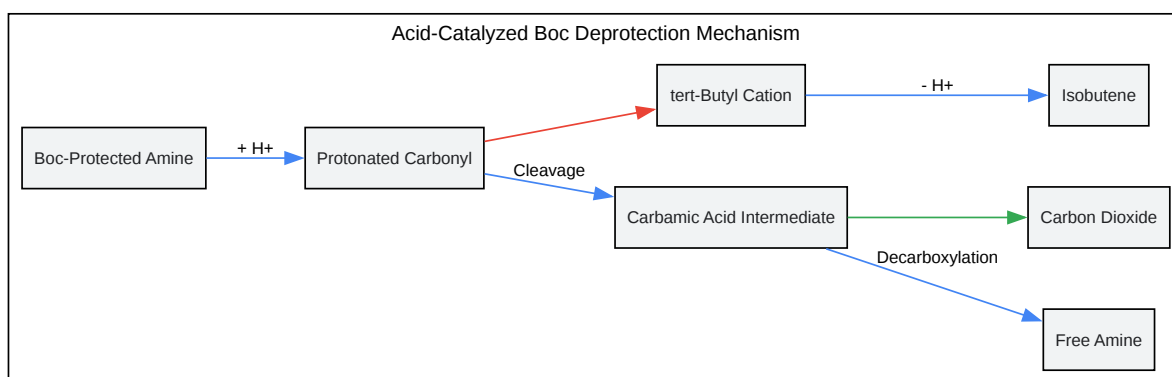 Acid-Catalyzed Boc Deprotection Mechanism
tert-Butyl Cation
- H+
Isobutene
Boc-Protected Amine
+ H+
Protonated Carbonyl
Cleavage
Carbamic Acid Intermediate
Carbon Dioxide
Decarboxylation
Free Amine